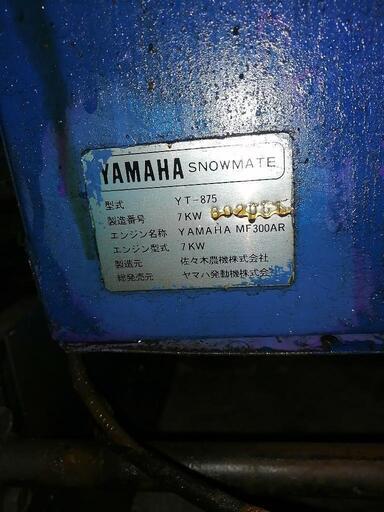 YAMAHA SNOWMATE
型式 YT-875
製造番号 7KW
エンジン名称 YAMAHA MF300AR
エンジン型式 7KW
製造元 佐々木農機株式会社
総発売元 ヤマハ発動機株式会社